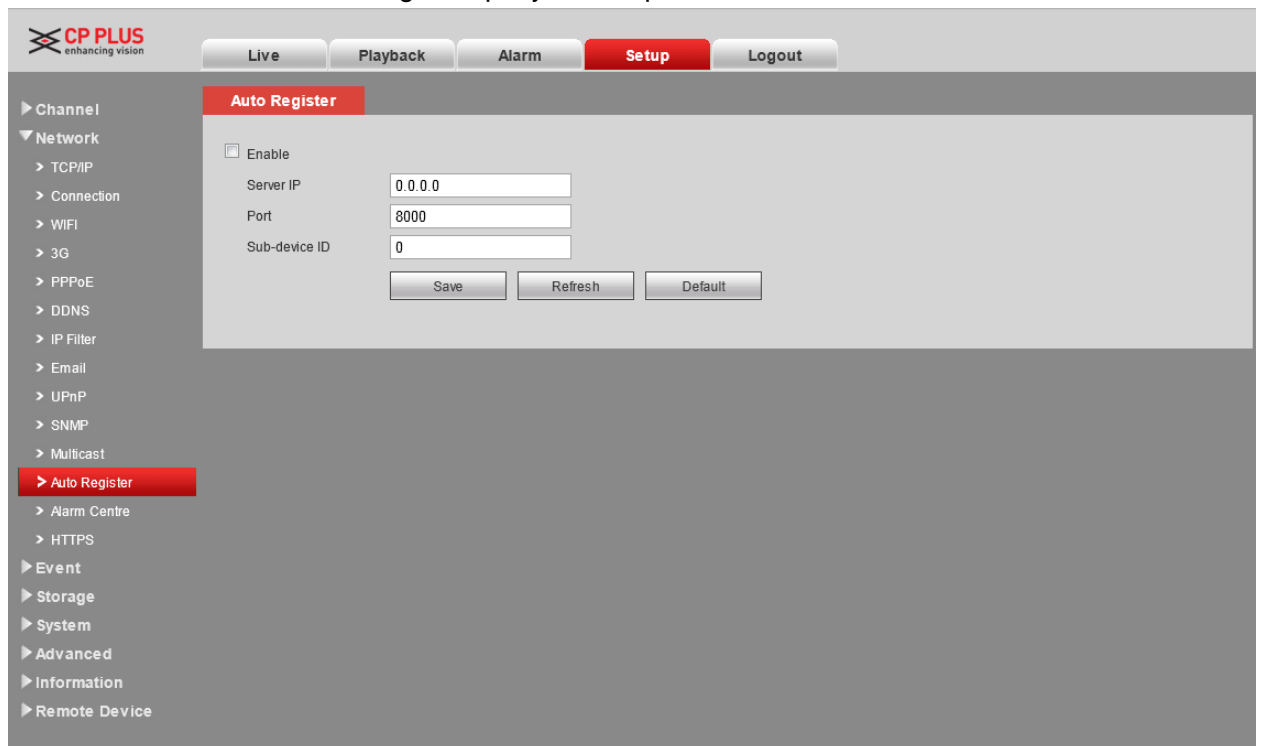 CP PLUS
enhancing vision
Live Playback Alarm Setup Logout
Channel
Network
> TCP/IP
> Connection
> WIFI
> 3G
> PPPoE
> DDNS
> IP Filter
> Email
> UPnP
> SNMP
> Multicast
> Auto Register
> Alarm Centre
> HTTPS
Event
Storage
System
Advanced
Information
Remote Device
Auto Register
Enable
Server IP 0.0.0.0
Port 8000
Sub-device ID 0
Save Refresh Default